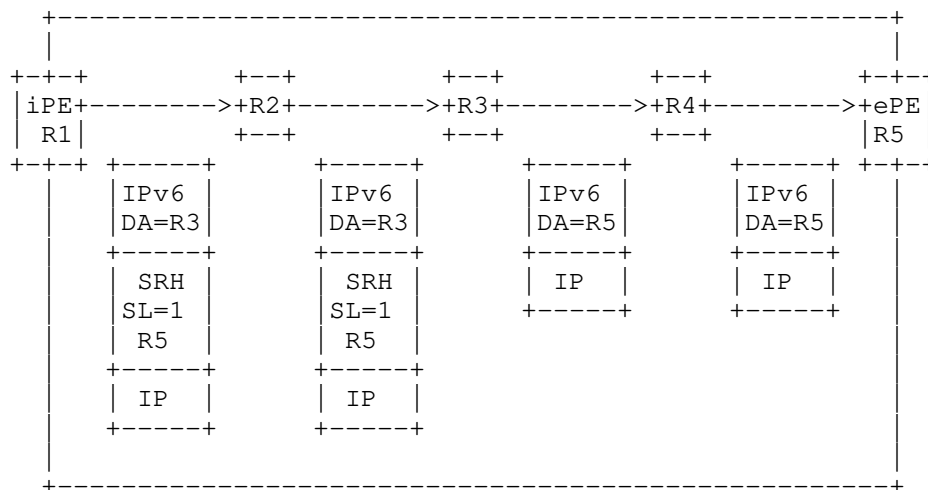 +-----------------------------------------------------+
|                                                     |
+-+-+          +--+         +--+         +--+         +-+--
|iPE+--------->+R2+-------->+R3+-------->+R4+-------->+ePE
| R1|          +--+         +--+         +--+         |R5 |
+-+-+ +-----+      +-----+      +-----+      +-----+ +-+--
|     |IPv6        |IPv6        |IPv6        |IPv6        |
|     |DA=R3|      |DA=R3|      |DA=R5|      |DA=R5|      |
|     +-----+      +-----+      +-----+      +-----+      |
|     | SRH        | SRH        | IP  |      | IP  |      |
|     |SL=1 |      |SL=1 |      +-----+      +-----+      |
|     | R5  |      | R5  |                                |
|     +-----+      +-----+                                |
|     | IP  |      | IP  |                                |
|     +-----+      +-----+                                |
|                                                     |
+-----------------------------------------------------+